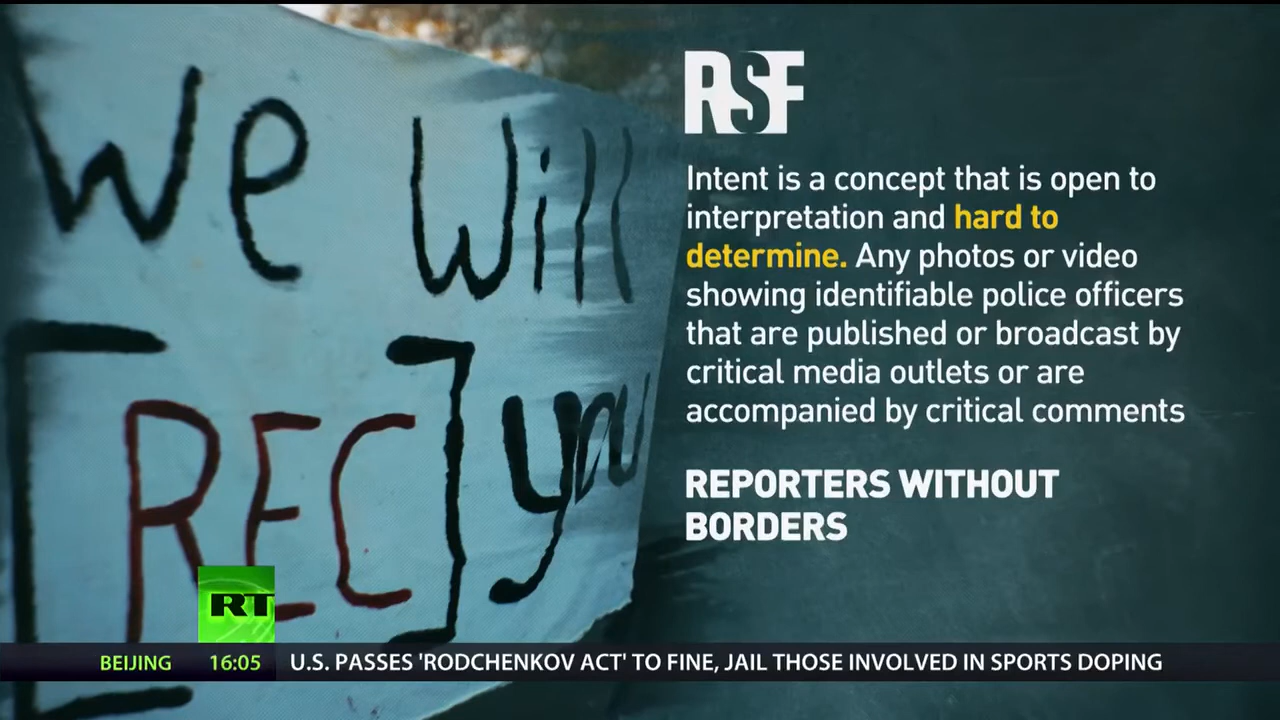 We will
[REC] you
RSF
Intent is a concept that is open to
interpretation and hard to
determine. Any photos or video
showing identifiable police officers
that are published or broadcast by
critical media outlets or are
accompanied by critical comments
REPORTERS WITHOUT
BORDERS
RT
BEIJING 16:05 U.S. PASSES 'RODCHENKOV ACT' TO FINE, JAIL THOSE INVOLVED IN SPORTS DOPING